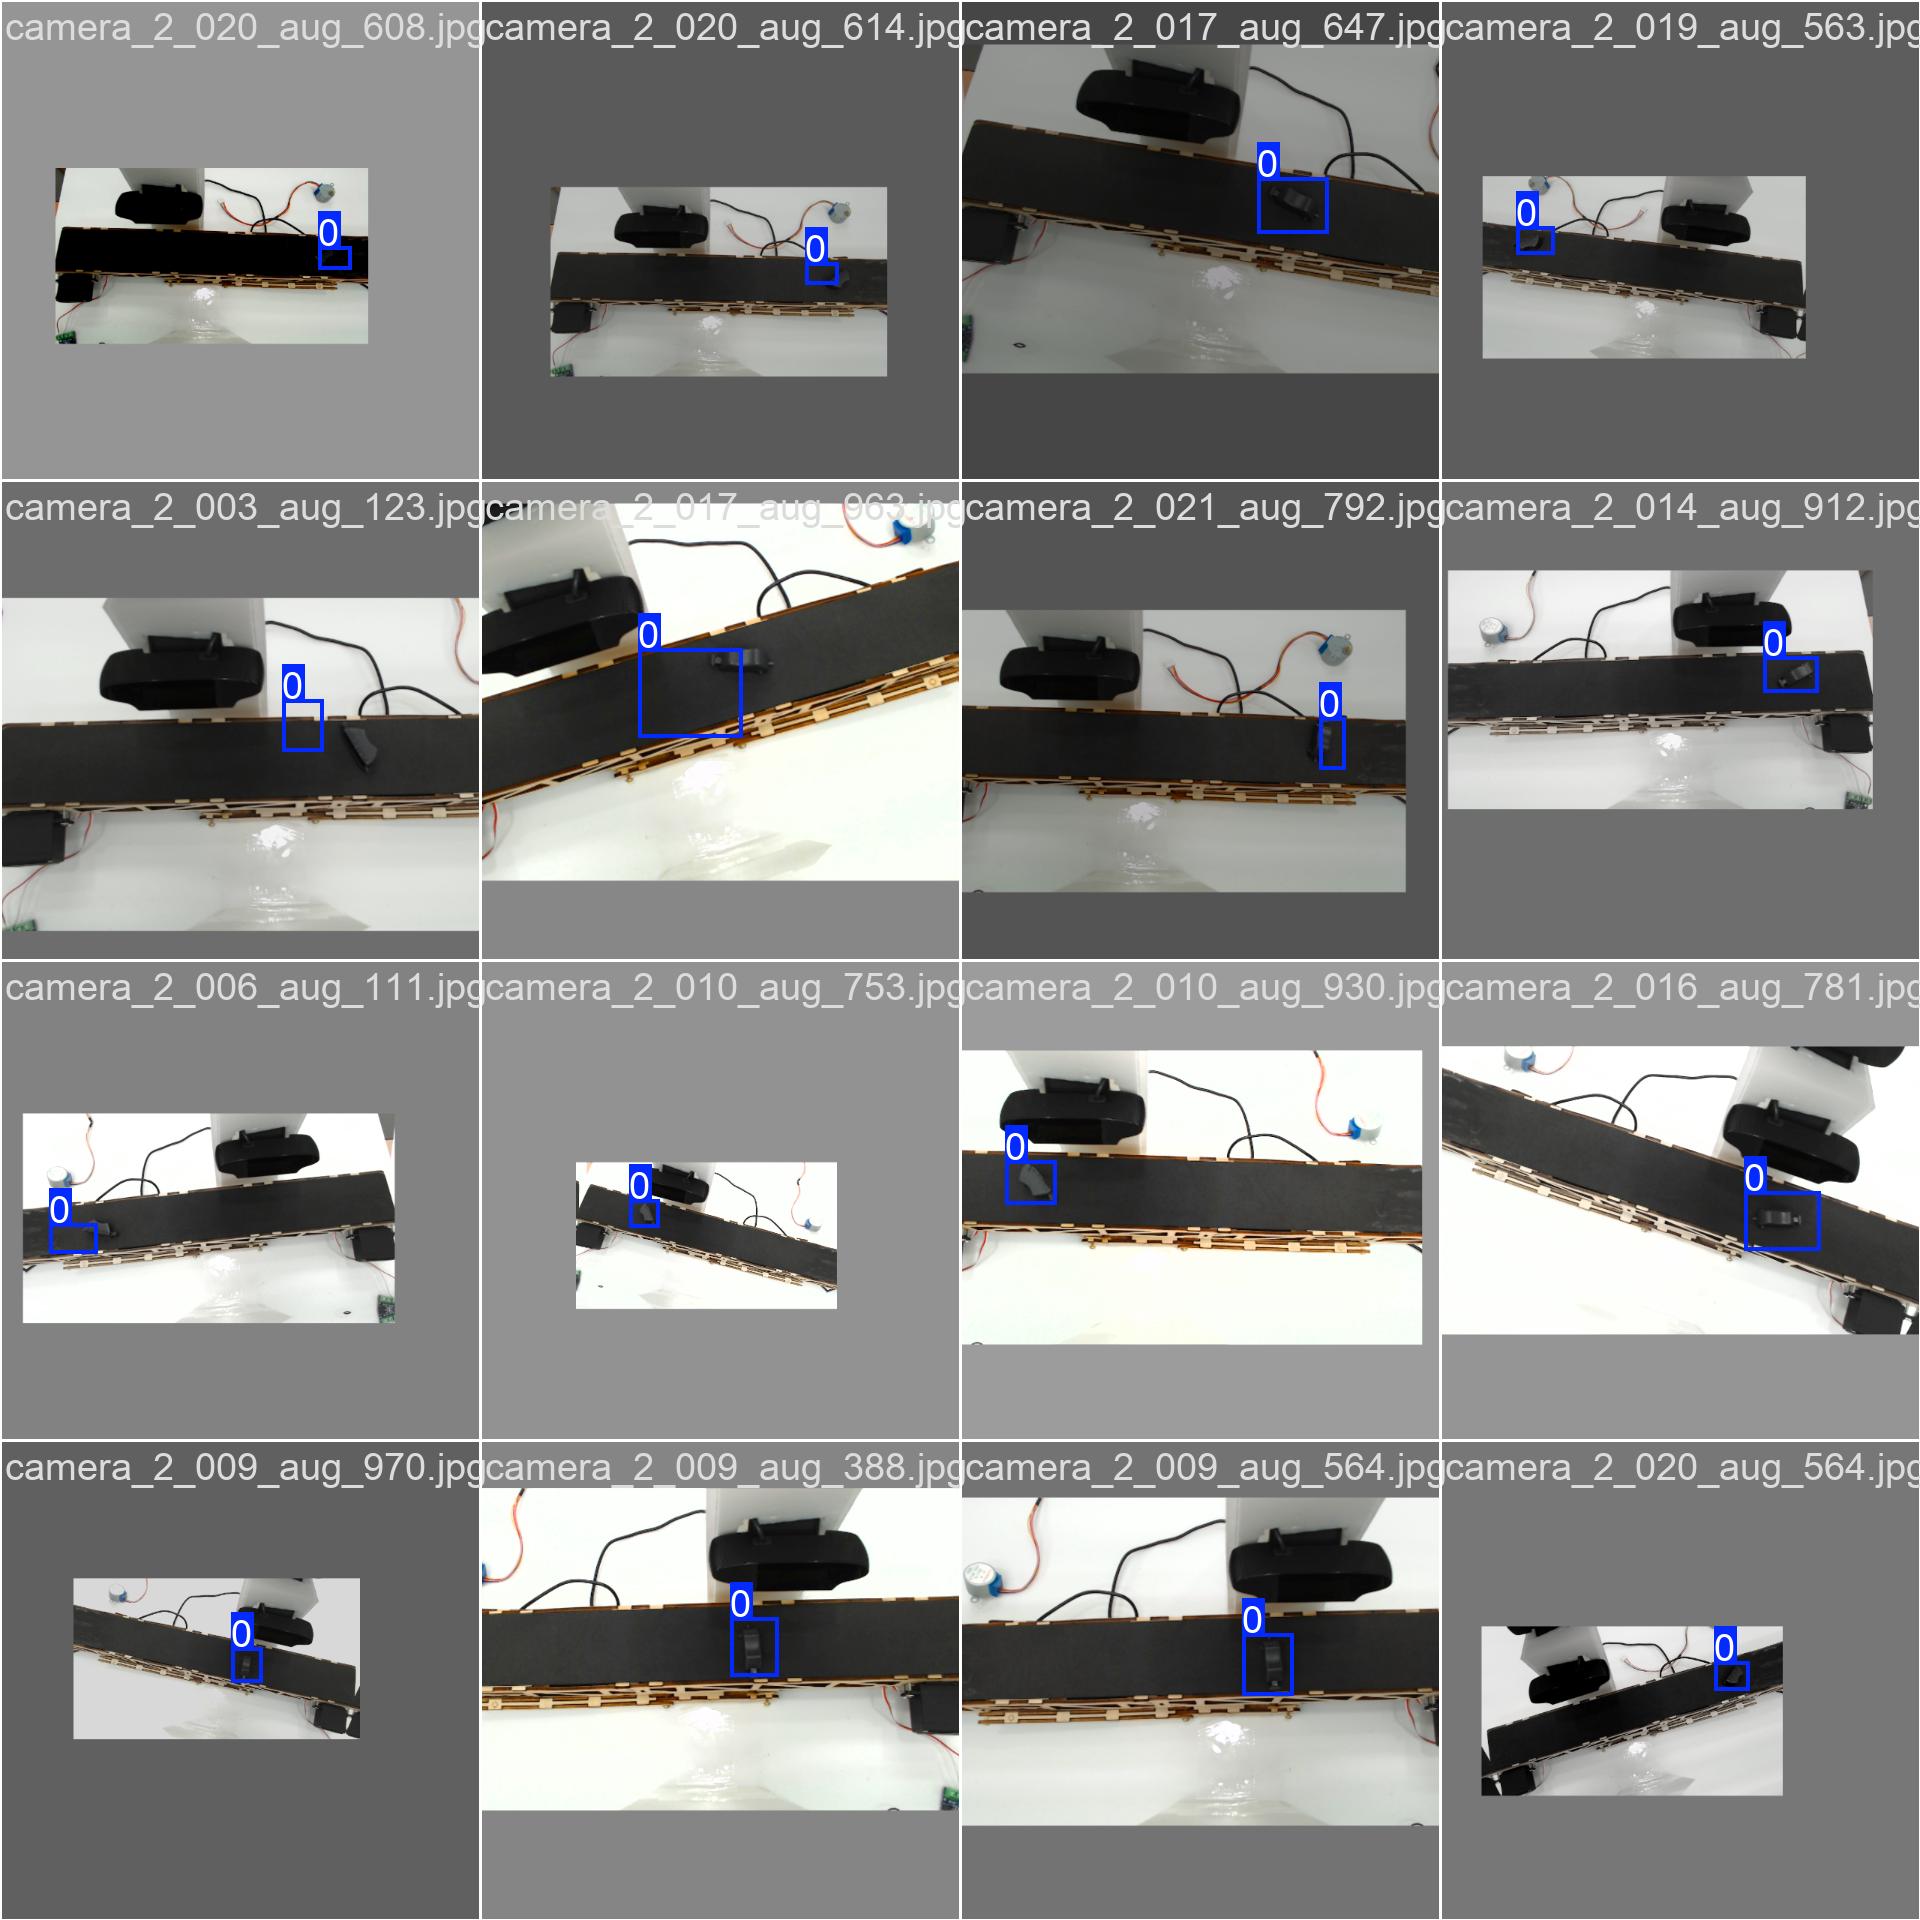 camera_2_020_aug_608.jpg
camera_2_020_aug_614.jpg
camera_2_017_aug_647.jpg
camera_2_019_aug_563.jpg
0
0
0
0
camera_2_003_aug_123.jpg
camera_2_017_aug_963.jpg
camera_2_021_aug_792.jpg
camera_2_014_aug_912.jpg
0
0
0
0
camera_2_006_aug_111.jpg
camera_2_010_aug_753.jpg
camera_2_010_aug_930.jpg
camera_2_016_aug_781.jpg
0
0
0
0
camera_2_009_aug_970.jpg
camera_2_009_aug_388.jpg
camera_2_009_aug_564.jpg
camera_2_020_aug_564.jpg
0
0
0
0